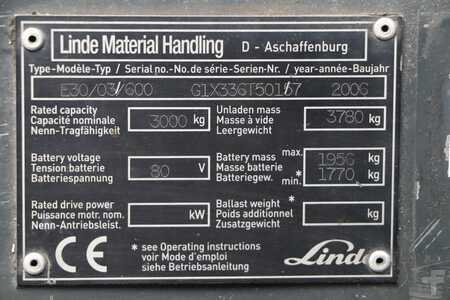 Linde Material Handling D - Aschaffenburg
Type-Modèle-Typ / Serial no.-No. de série-Serien-Nr. / year-année-Baujahr
E30/03/600 2006
Rated capacity
Capacité nominale
Nenn-Tragfähigkeit
3000 kg
Unladen mass
Masse à vide
Leergewicht
3780 kg
Battery voltage
Tension batterie
Batteriespannung
80 V
Battery mass
Masse batterie
Batteriegew.
max. 1956 kg
* min. 1770 kg
Rated drive power
Puissance motr. nom.
Nenn-Antriebsleist.
kW
Ballast weight *
Poids additionnel
Zusatzgewicht
kg
CE
* see Operating instructions
voir Mode d'emploi
siehe Betriebsanleitung
Linde